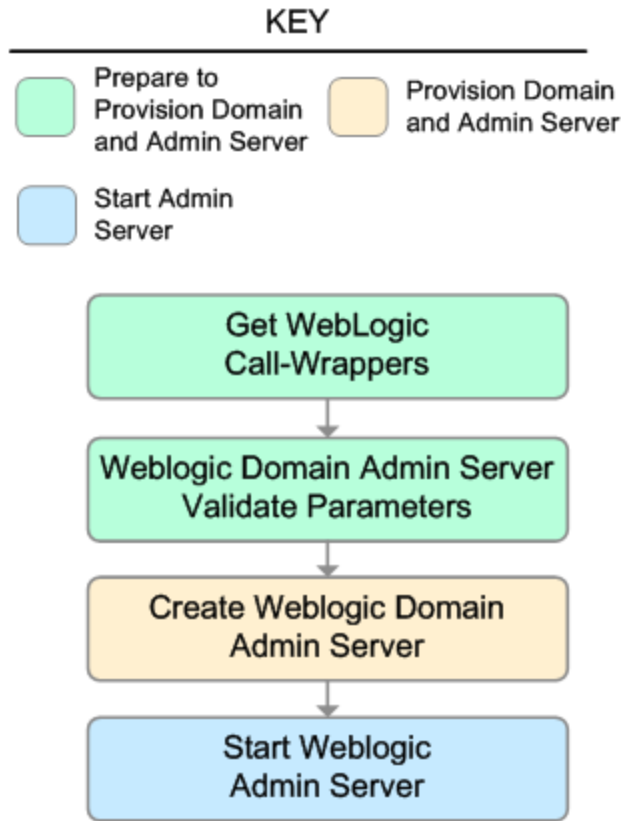 KEY
Prepare to
Provision Domain
and Admin Server
Provision Domain
and Admin Server
Start Admin
Server
Get WebLogic
Call-Wrappers
Weblogic Domain Admin Server
Validate Parameters
Create Weblogic Domain
Admin Server
Start Weblogic
Admin Server